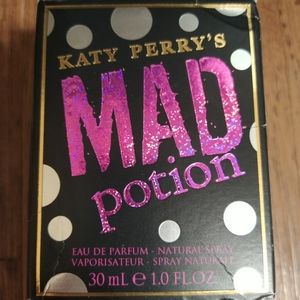 KATY PERRY'S
MAD
potion
EAU DE PARFUM - NATURAL SPRAY
VAPORISATEUR - SPRAY NATUREL
30 mL e 1.0 FL OZ